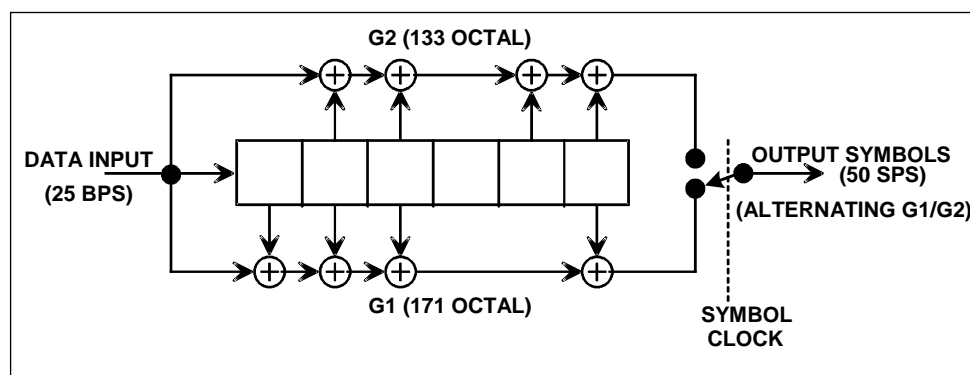 G2 (133 OCTAL)
DATA INPUT
(25 BPS)
OUTPUT SYMBOLS
(50 SPS)
(ALTERNATING G1/G2)
G1 (171 OCTAL)
SYMBOL
CLOCK